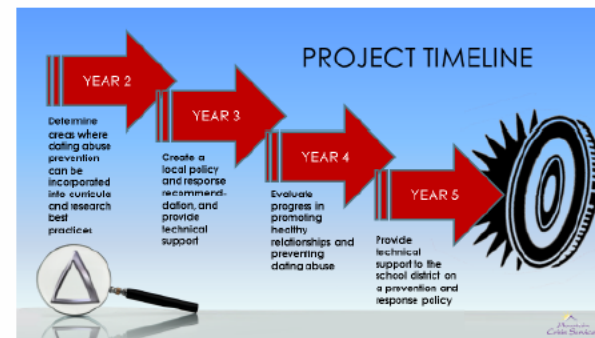 PROJECT TIMELINE
YEAR 2
Determine
areas where
dating abuse
prevention
can be
incorporated
into curricula
and research
best
practices
YEAR 3
Create a
local policy
and response
recommend-
dation, and
provide
technical
support
YEAR 4
Evaluate
progress in
promoting
healthy
relationships and
preventing
dating abuse
YEAR 5
Provide
technical
support to the
school district on
a prevention and
response policy
Crisis Services